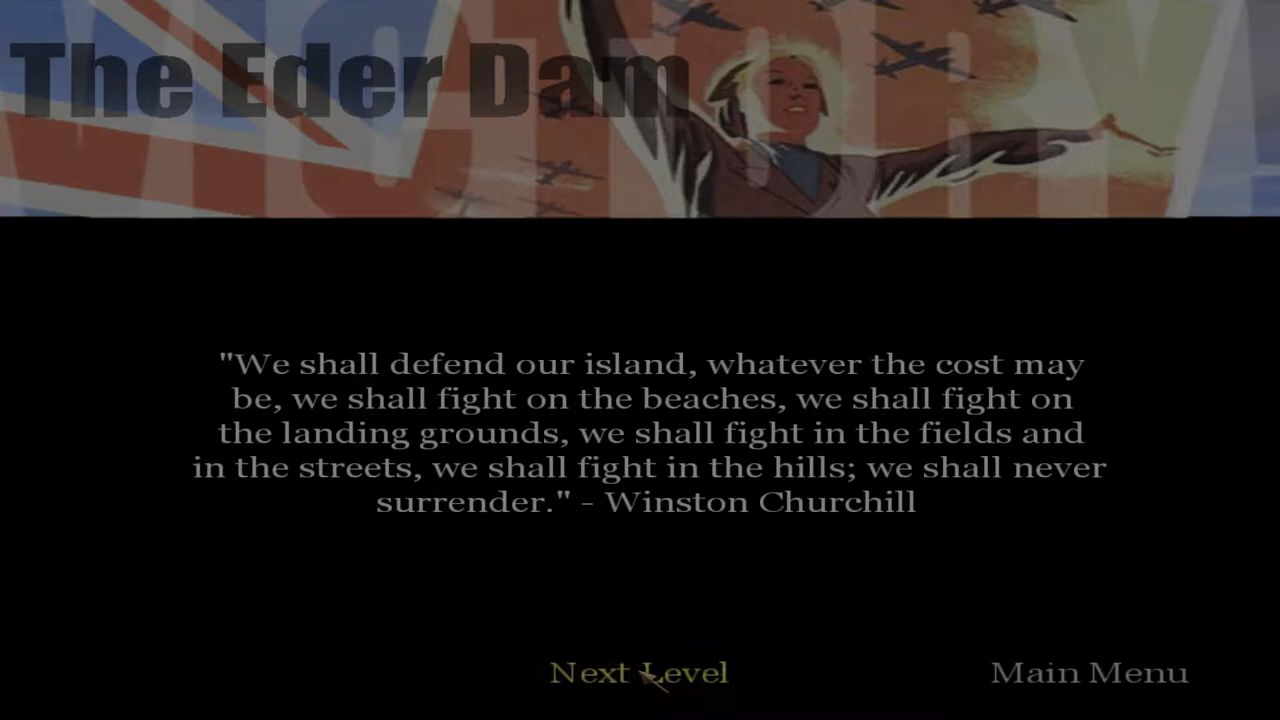 VICTORY
The Eder Dam
"We shall defend our island, whatever the cost may
be, we shall fight on the beaches, we shall fight on
the landing grounds, we shall fight in the fields and
in the streets, we shall fight in the hills; we shall never
surrender." - Winston Churchill
Next Level
Main Menu